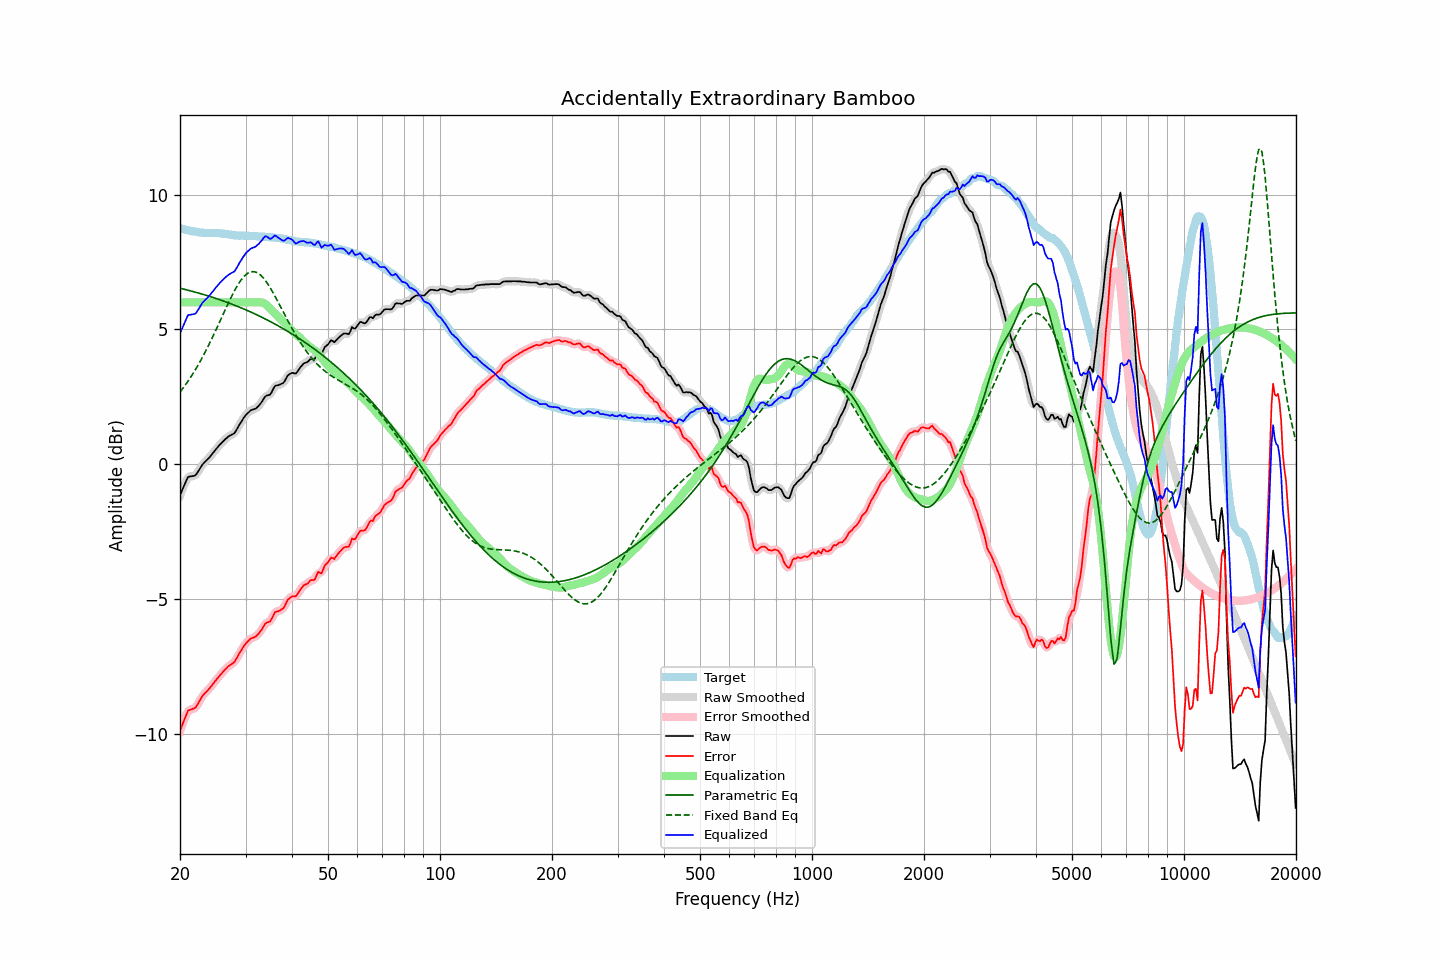 Accidentally Extraordinary Bamboo
Amplitude (dBr)
10
5
0
−5
−10
Target
Raw Smoothed
Error Smoothed
Raw
Error
Equalization
Parametric Eq
Fixed Band Eq
Equalized
20
50
100
200
500
1000
2000
5000
10000
20000
Frequency (Hz)